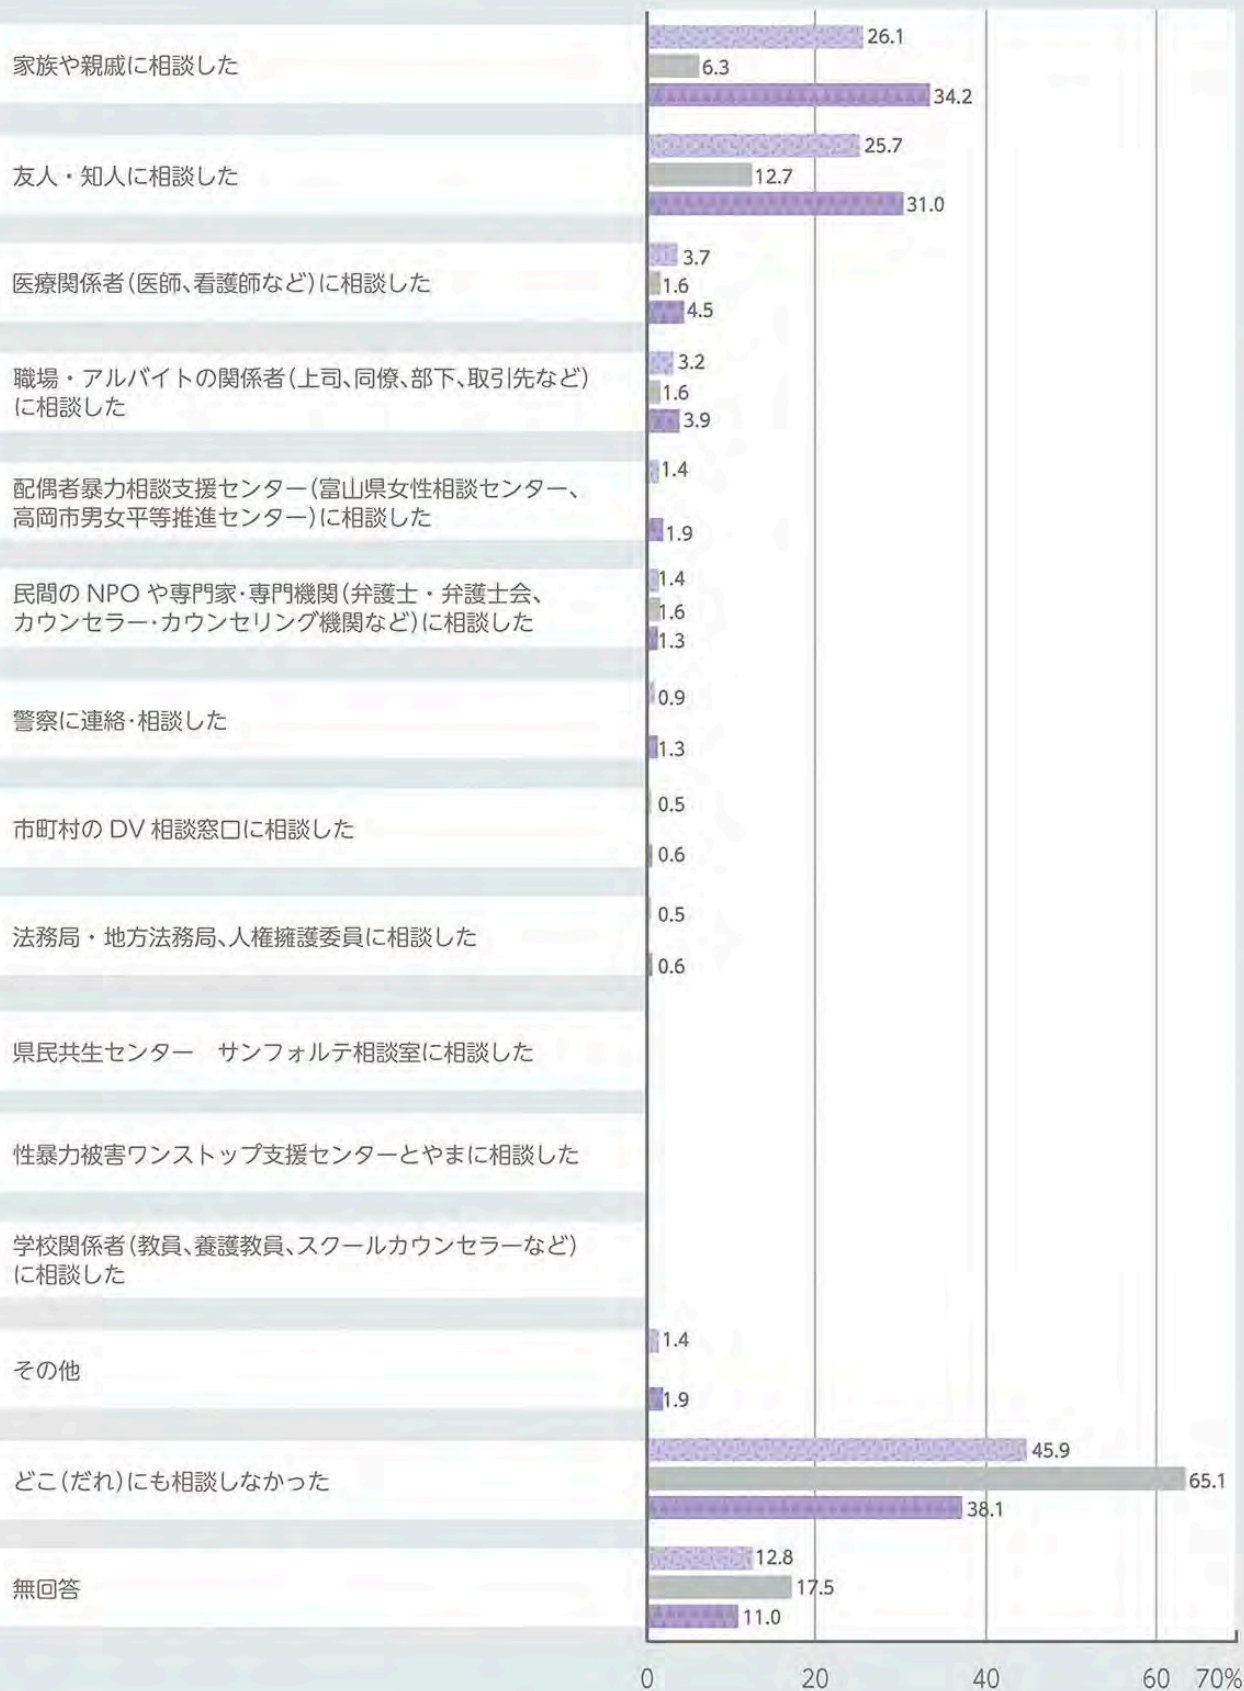 家族や親戚に相談した
26.1
6.3
34.2
友人・知人に相談した
25.7
12.7
31.0
医療関係者(医師、看護師など)に相談した
3.7
1.6
4.5
職場・アルバイトの関係者(上司、同僚、部下、取引先など)
に相談した
3.2
1.6
3.9
配偶者暴力相談支援センター(富山県女性相談センター、
高岡市男女平等推進センター)に相談した
1.4
1.9
民間の NPO や専門家・専門機関(弁護士・弁護士会、
カウンセラー・カウンセリング機関など)に相談した
1.4
1.6
1.3
警察に連絡・相談した
0.9
1.3
市町村の DV 相談窓口に相談した
0.5
0.6
法務局・地方法務局、人権擁護委員に相談した
0.5
0.6
県民共生センター　サンフォルテ相談室に相談した
性暴力被害ワンストップ支援センターとやまに相談した
学校関係者(教員、養護教員、スクールカウンセラーなど)
に相談した
その他
1.4
1.9
どこ(だれ)にも相談しなかった
45.9
65.1
38.1
無回答
12.8
17.5
11.0
0 20 40 60 70%